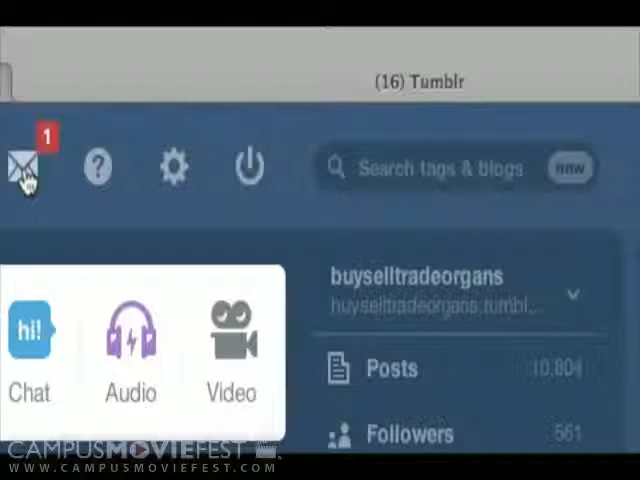 (16) Tumblr
1
Search tags & blogs
now
buyselltradeorgans
buyselltradeorgans.tumbl...
hi!
Chat
Audio
Video
Posts
10,804
Followers
561
CAMPUSMOVIEFEST
WWW.CAMPUSMOVIEFEST.COM